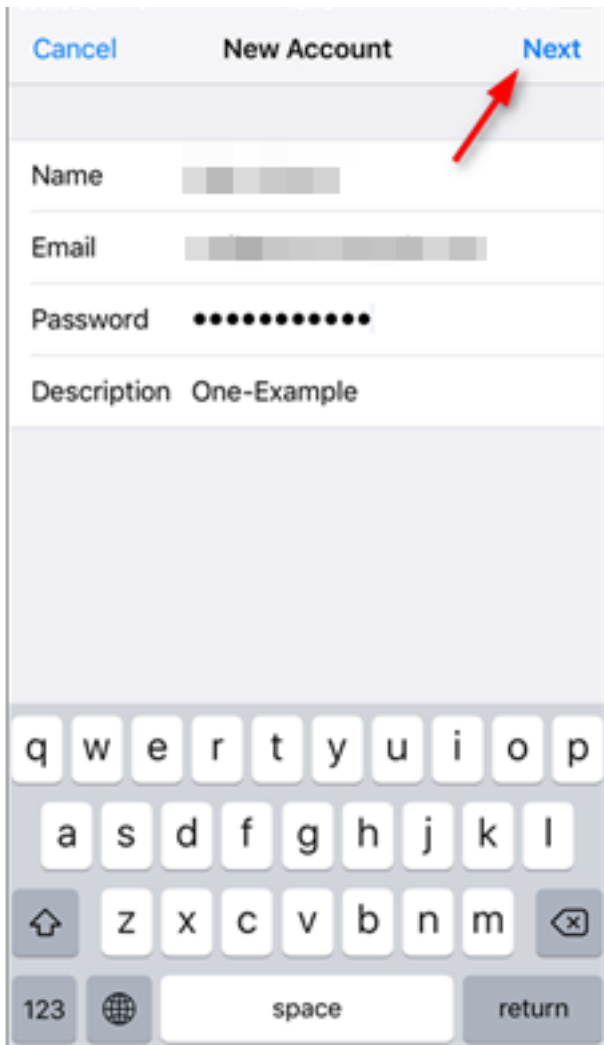 Cancel New Account Next
Name
Email
Password •••••••••••
Description One-Example
q w e r t y u i o p
a s d f g h j k l
z x c v b n m
123 space return